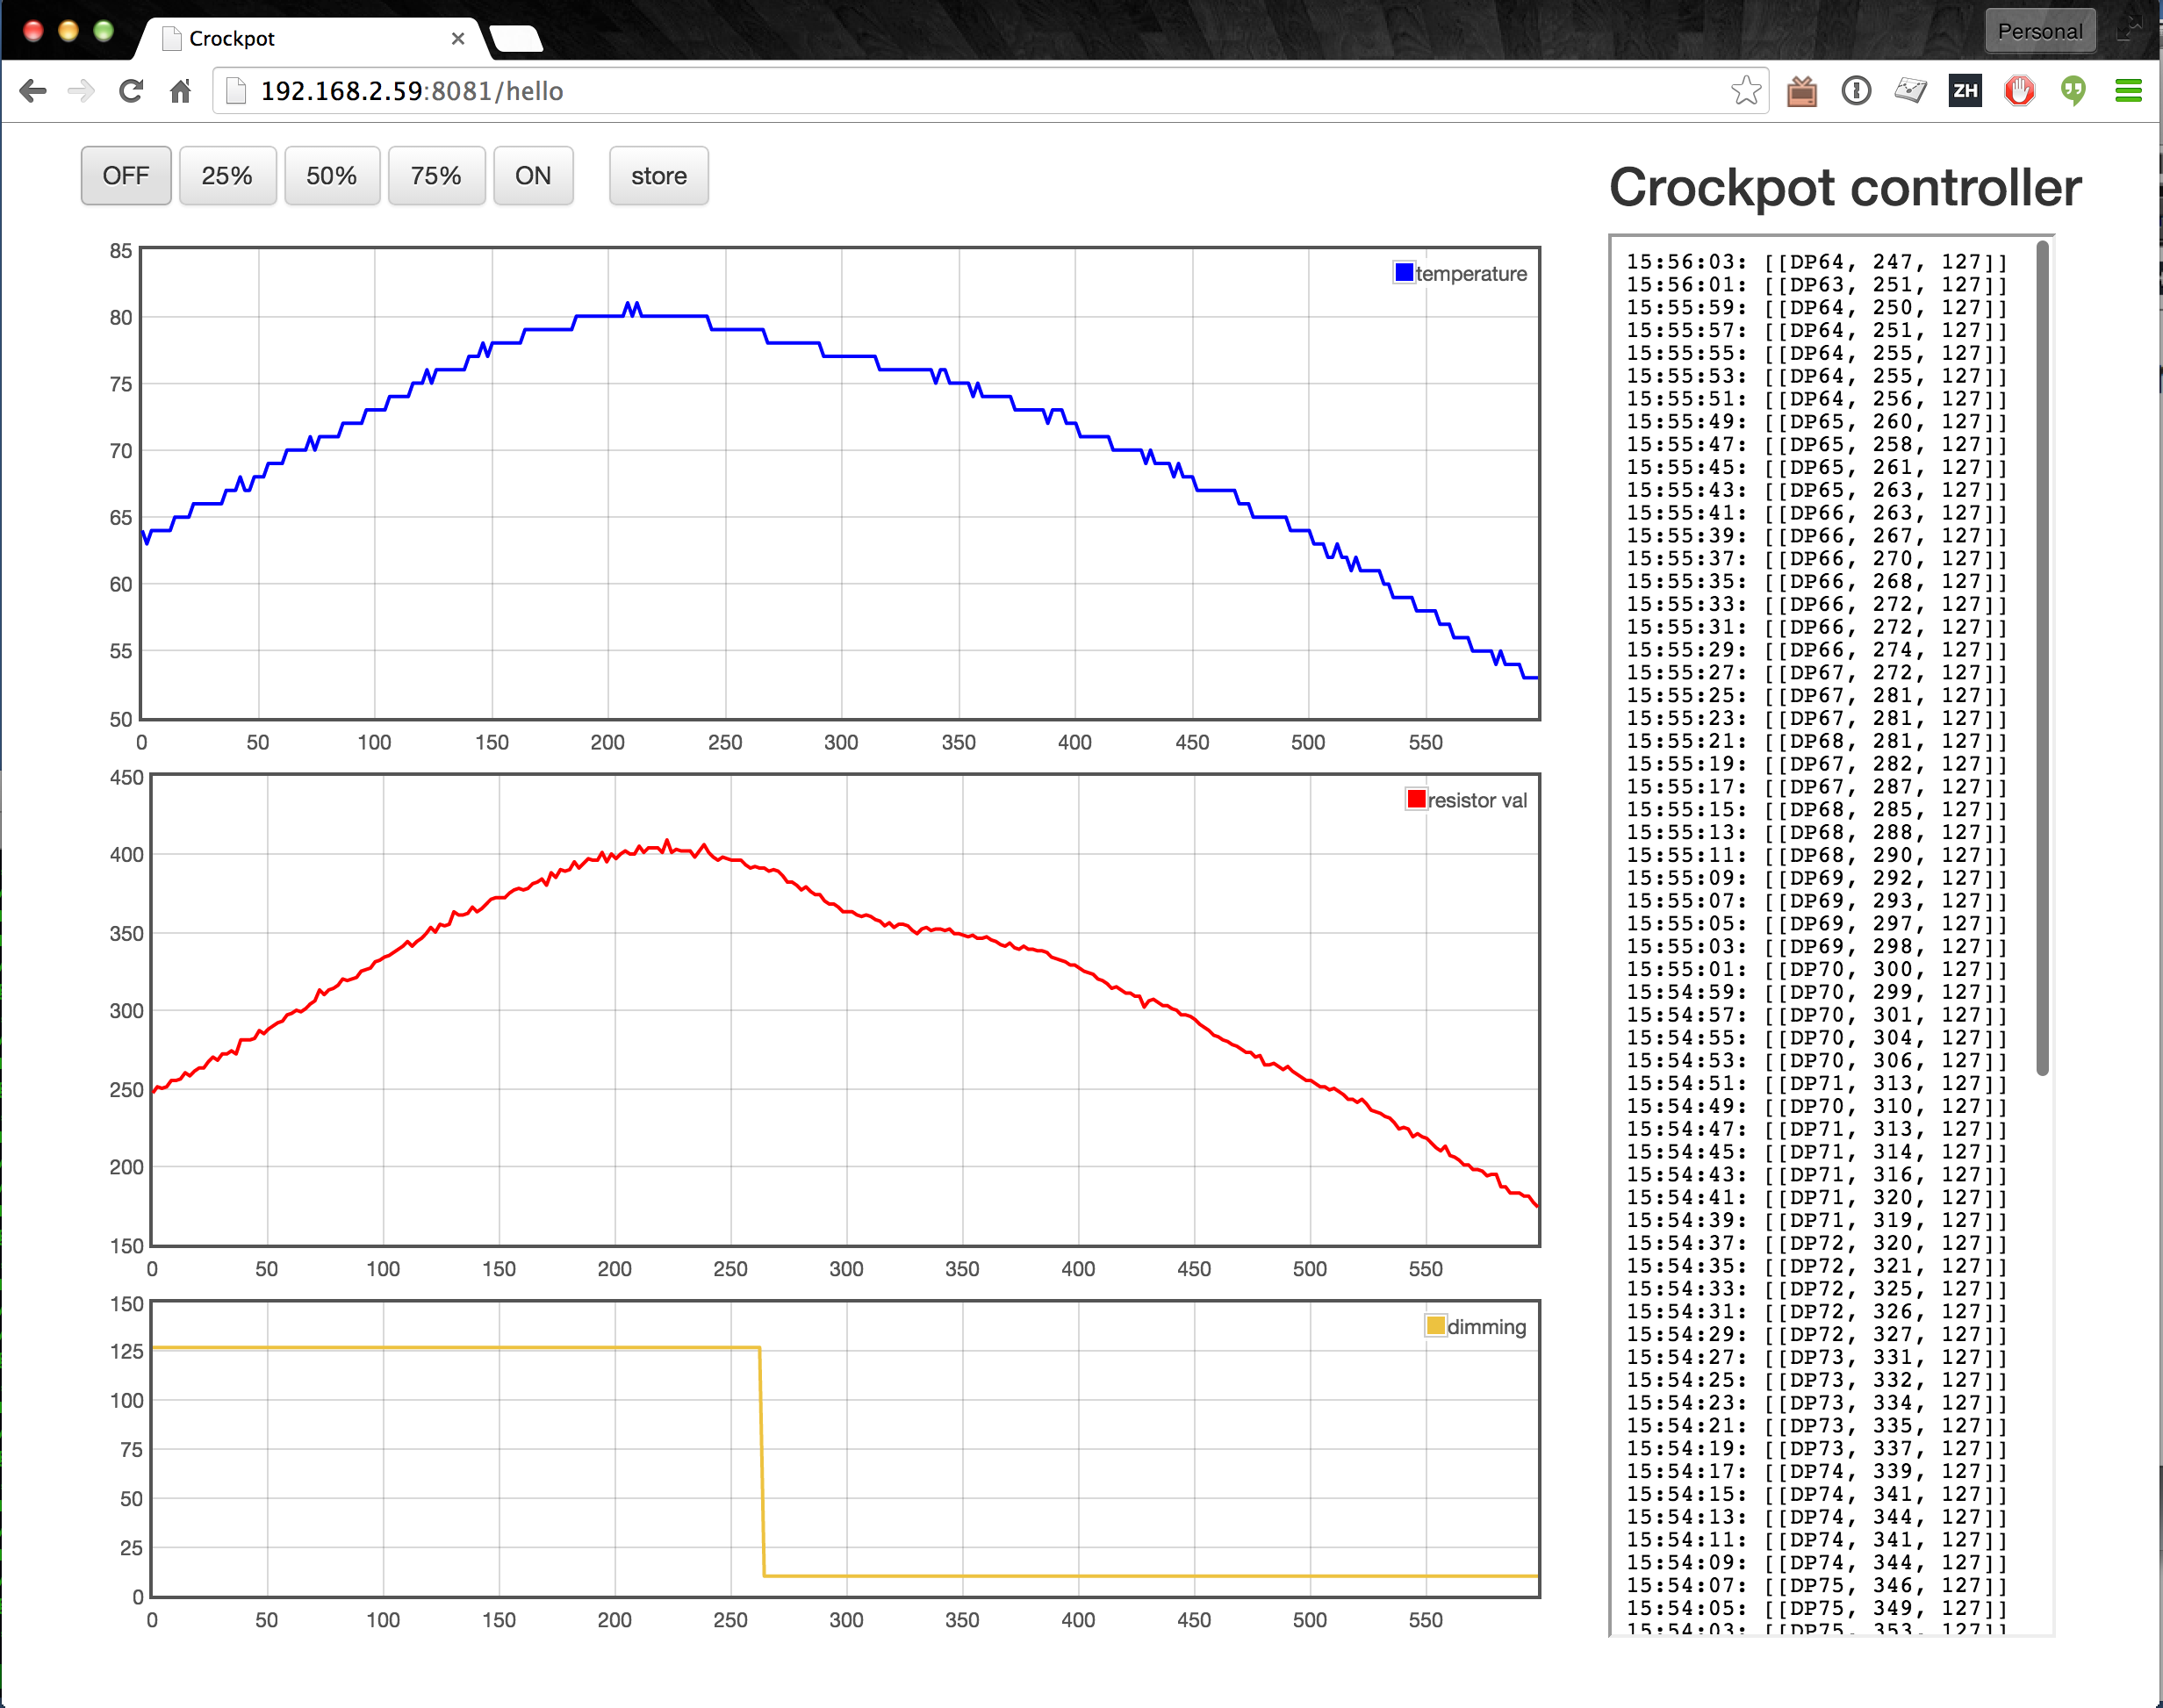 Crockpot
Personal
192.168.2.59:8081/hello
ZH
OFF 25% 50% 75% ON store
Crockpot controller
temperature
85
80
75
70
65
60
55
50
0 50 100 150 200 250 300 350 400 450 500 550
resistor val
450
400
350
300
250
200
150
0 50 100 150 200 250 300 350 400 450 500 550
dimming
150
125
100
75
50
25
0
0 50 100 150 200 250 300 350 400 450 500 550
15:56:03: [[DP64, 247, 127]]
15:56:01: [[DP63, 251, 127]]
15:55:59: [[DP64, 250, 127]]
15:55:57: [[DP64, 251, 127]]
15:55:55: [[DP64, 255, 127]]
15:55:53: [[DP64, 255, 127]]
15:55:51: [[DP64, 256, 127]]
15:55:49: [[DP65, 260, 127]]
15:55:47: [[DP65, 258, 127]]
15:55:45: [[DP65, 261, 127]]
15:55:43: [[DP65, 263, 127]]
15:55:41: [[DP66, 263, 127]]
15:55:39: [[DP66, 267, 127]]
15:55:37: [[DP66, 270, 127]]
15:55:35: [[DP66, 268, 127]]
15:55:33: [[DP66, 272, 127]]
15:55:31: [[DP66, 272, 127]]
15:55:29: [[DP66, 274, 127]]
15:55:27: [[DP67, 272, 127]]
15:55:25: [[DP67, 281, 127]]
15:55:23: [[DP67, 281, 127]]
15:55:21: [[DP68, 281, 127]]
15:55:19: [[DP67, 282, 127]]
15:55:17: [[DP67, 287, 127]]
15:55:15: [[DP68, 285, 127]]
15:55:13: [[DP68, 288, 127]]
15:55:11: [[DP68, 290, 127]]
15:55:09: [[DP69, 292, 127]]
15:55:07: [[DP69, 293, 127]]
15:55:05: [[DP69, 297, 127]]
15:55:03: [[DP69, 298, 127]]
15:55:01: [[DP70, 300, 127]]
15:54:59: [[DP70, 299, 127]]
15:54:57: [[DP70, 301, 127]]
15:54:55: [[DP70, 304, 127]]
15:54:53: [[DP70, 306, 127]]
15:54:51: [[DP71, 313, 127]]
15:54:49: [[DP70, 310, 127]]
15:54:47: [[DP71, 313, 127]]
15:54:45: [[DP71, 314, 127]]
15:54:43: [[DP71, 316, 127]]
15:54:41: [[DP71, 320, 127]]
15:54:39: [[DP71, 319, 127]]
15:54:37: [[DP72, 320, 127]]
15:54:35: [[DP72, 321, 127]]
15:54:33: [[DP72, 325, 127]]
15:54:31: [[DP72, 326, 127]]
15:54:29: [[DP72, 327, 127]]
15:54:27: [[DP73, 331, 127]]
15:54:25: [[DP73, 332, 127]]
15:54:23: [[DP73, 334, 127]]
15:54:21: [[DP73, 335, 127]]
15:54:19: [[DP73, 337, 127]]
15:54:17: [[DP74, 339, 127]]
15:54:15: [[DP74, 341, 127]]
15:54:13: [[DP74, 344, 127]]
15:54:11: [[DP74, 341, 127]]
15:54:09: [[DP74, 344, 127]]
15:54:07: [[DP75, 346, 127]]
15:54:05: [[DP75, 349, 127]]
15:54:03: [[DP75, 353, 127]]